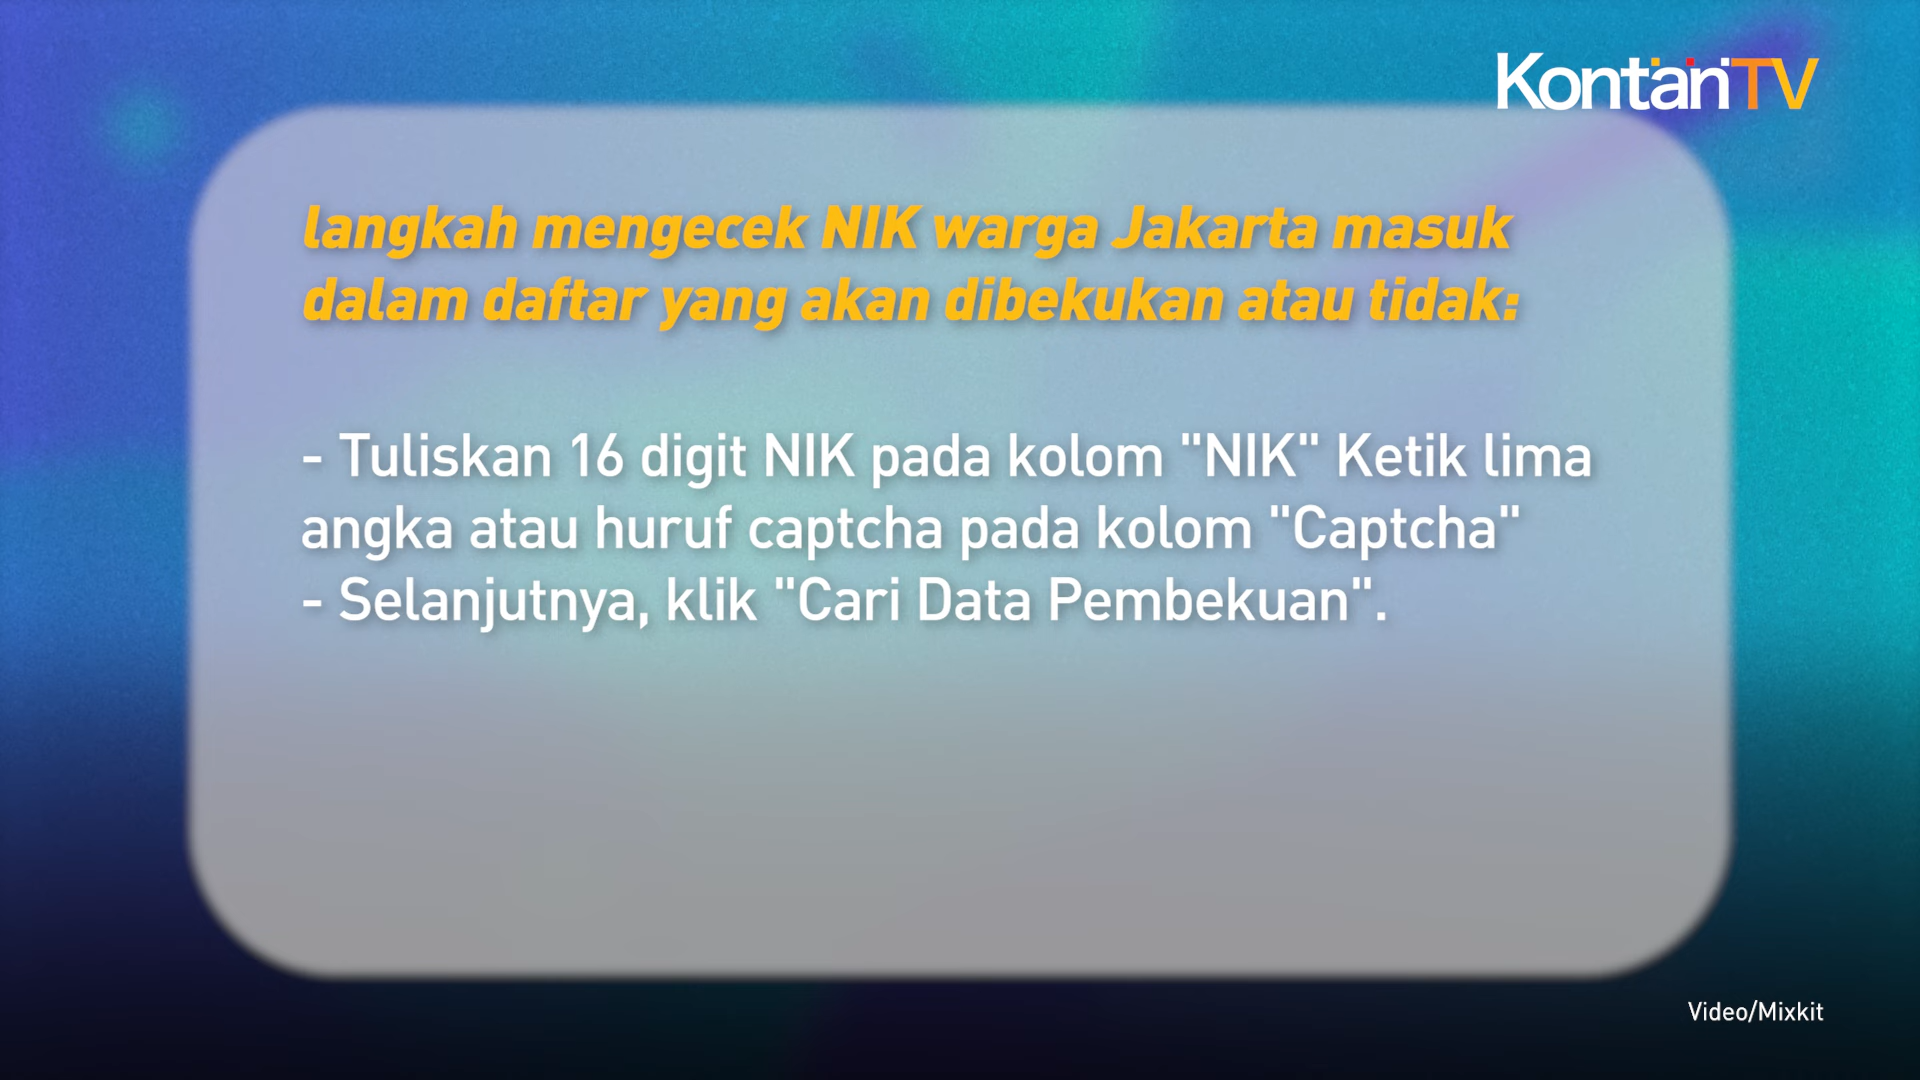 KontanTV
langkah mengecek NIK warga Jakarta masuk
dalam daftar yang akan dibekukan atau tidak:
- Tuliskan 16 digit NIK pada kolom "NIK" Ketik lima
angka atau huruf captcha pada kolom "Captcha"
- Selanjutnya, klik "Cari Data Pembekuan".
Video/Mixkit